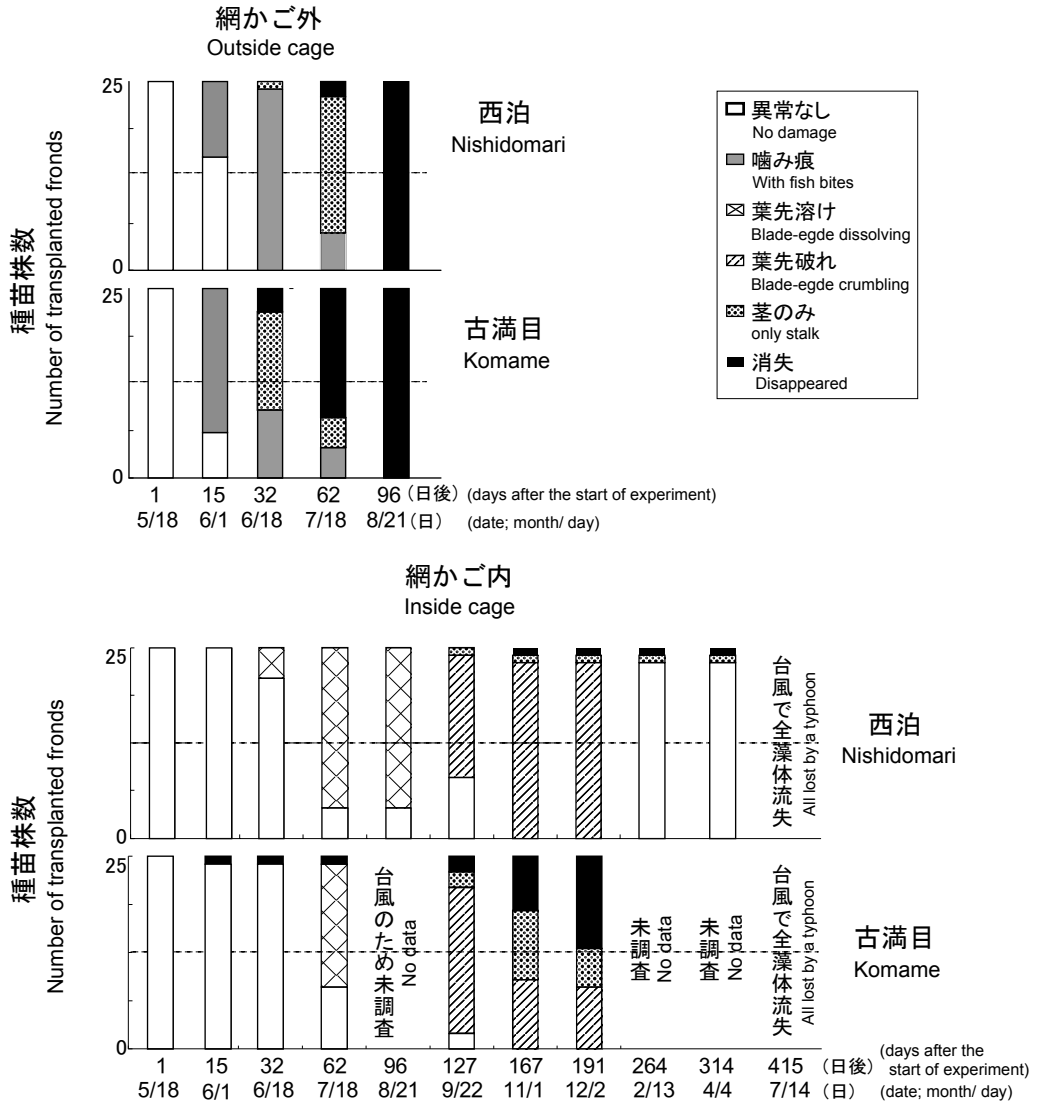 網かご外
Outside cage
25
0
西泊
Nishidomari
25
0
古満目
Komame
種苗株数
Number of transplanted fronds
1 15 32 62 96 (日後) (days after the start of experiment)
5/18 6/1 6/18 7/18 8/21 (日) (date; month/ day)
異常なし
No damage
噛み痕
With fish bites
葉先溶け
Blade-egde dissolving
葉先破れ
Blade-egde crumbling
茎のみ
only stalk
消失
Disappeared
網かご内
Inside cage
25
0
台風で全藻体流失
All lost by a typhoon
西泊
Nishidomari
25
0
台風のため未調査
No data
未調査
No data
未調査
No data
台風で全藻体流失
All lost by a typhoon
古満目
Komame
種苗株数
Number of transplanted fronds
1 15 32 62 96 127 167 191 264 314 415 (日後) (days after the
start of experiment)
5/18 6/1 6/18 7/18 8/21 9/22 11/1 12/2 2/13 4/4 7/14 (日) (date; month/ day)